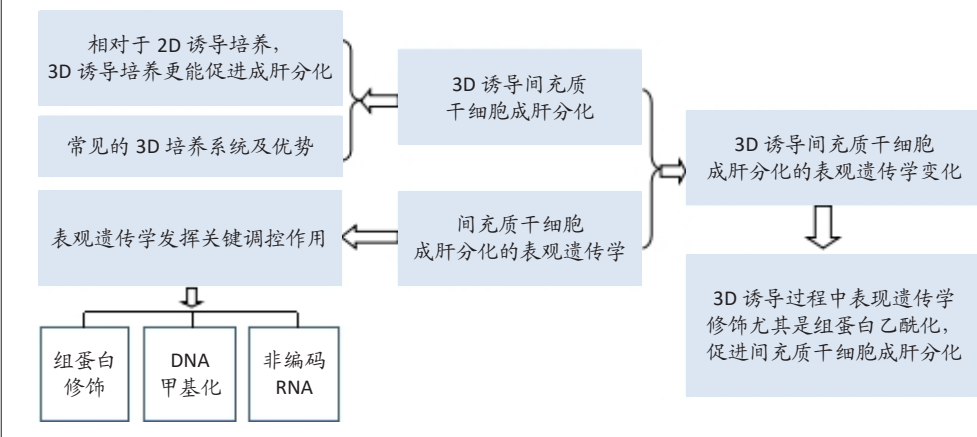 相对于 2D 诱导培养，
3D 诱导培养更能促进成肝分化
常见的 3D 培养系统及优势
3D 诱导间充质
干细胞成肝分化
表观遗传学发挥关键调控作用
间充质干细胞
成肝分化的表观遗传学
组蛋白
修饰
DNA
甲基化
非编码
RNA
3D 诱导间充质干细胞
成肝分化的表观遗传学变化
3D 诱导过程中表现遗传学
修饰尤其是组蛋白乙酰化，
促进间充质干细胞成肝分化